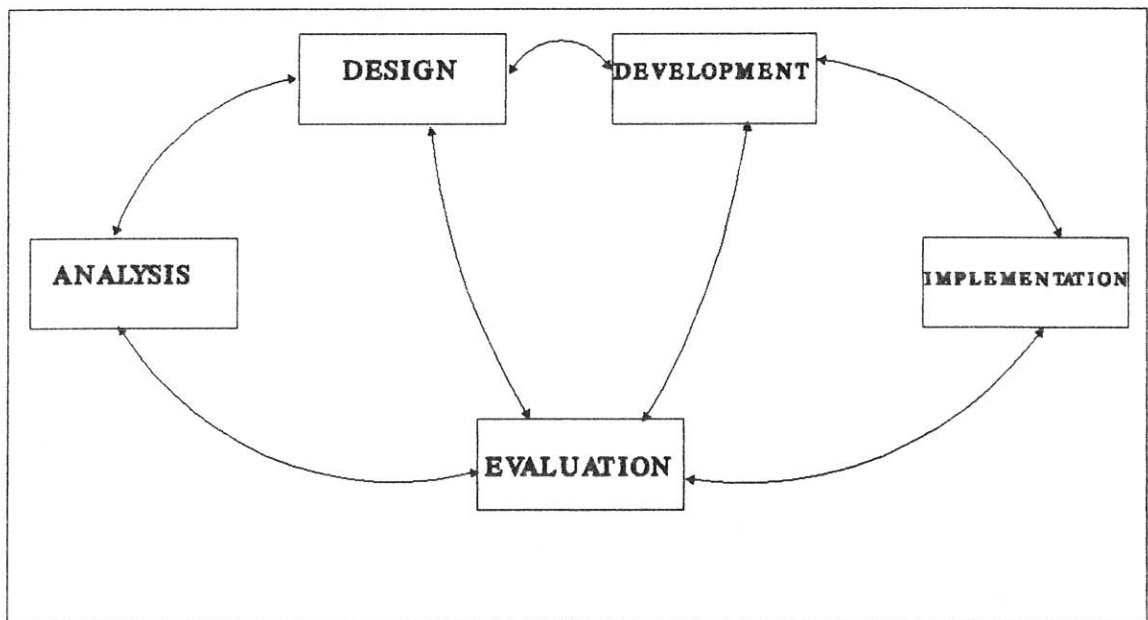 DESIGN
DEVELOPMENT
ANALYSIS
IMPLEMENTATION
EVALUATION